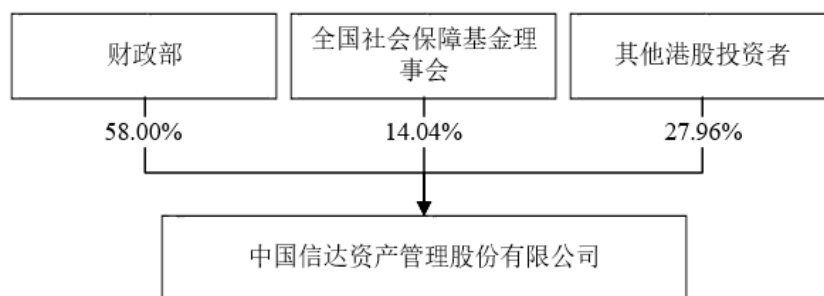 财政部
全国社会保障基金理
事会
其他港股投资者
58.00%
14.04%
27.96%
中国信达资产管理股份有限公司